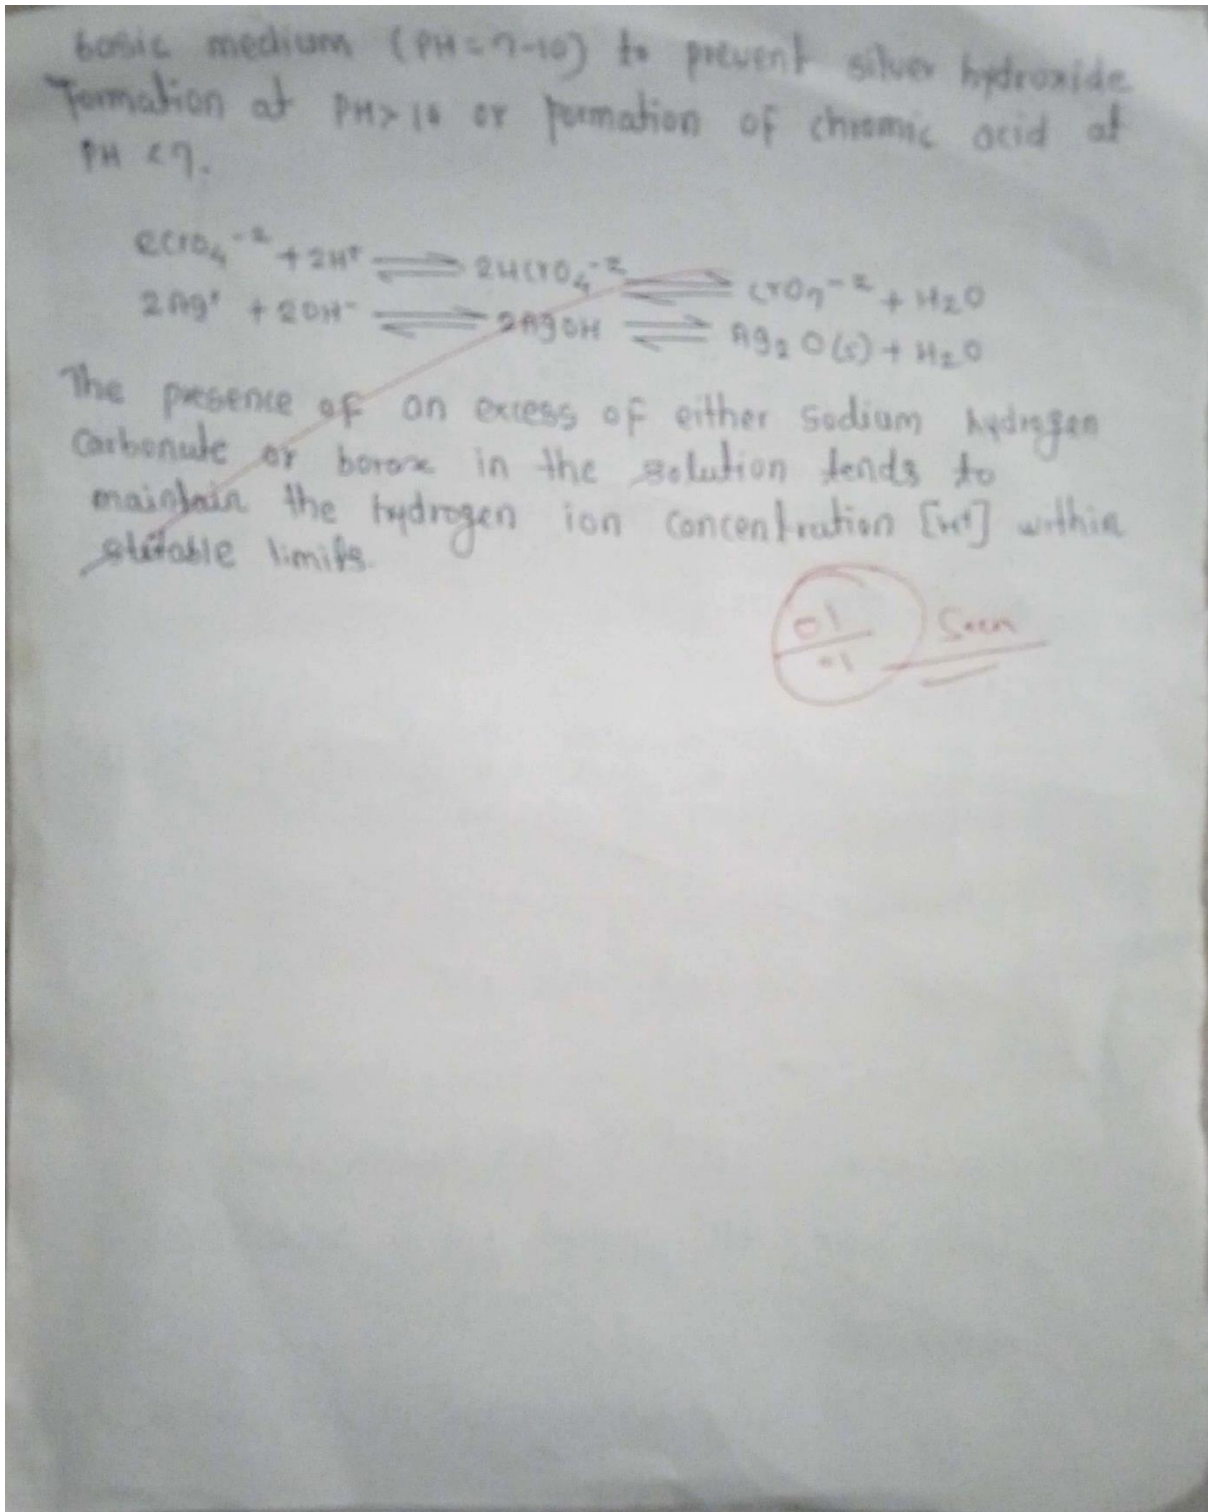 basic medium (PH = 7-10) to prevent silver hydroxide
Formation at PH > 10 or formation of chromic acid at
PH < 7.
2CrO₄⁻² + 2H⁺ ⇌ 2HCrO₄⁻² ⇌ CrO₇⁻² + H₂O
2Ag⁺ + 2OH⁻ ⇌ 2AgOH ⇌ Ag₂O(s) + H₂O
The presence of an excess of either Sodium hydrogen
Carbonate or borax in the solution tends to
maintain the hydrogen ion concentration [H⁺] within
suitable limits.
01
01
Seen